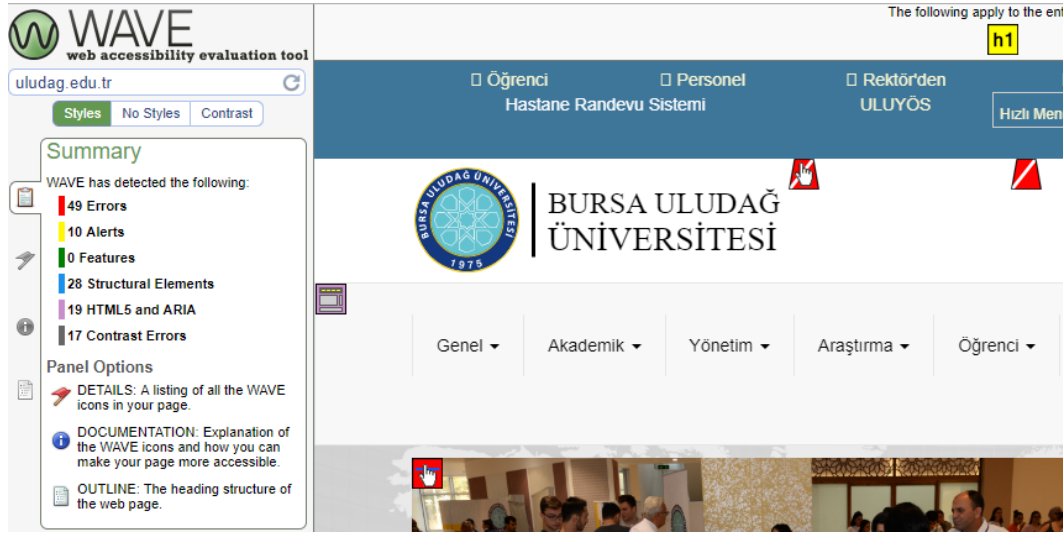 WAVE
web accessibility evaluation tool
uludag.edu.tr
Styles No Styles Contrast
Summary
WAVE has detected the following:
49 Errors
10 Alerts
0 Features
28 Structural Elements
19 HTML5 and ARIA
17 Contrast Errors
Panel Options
DETAILS: A listing of all the WAVE
icons in your page.
DOCUMENTATION: Explanation of
the WAVE icons and how you can
make your page more accessible.
OUTLINE: The heading structure of
the web page.
The following apply to the ent
h1
Öğrenci Personel Rektör'den
Hastane Randevu Sistemi ULUYÖS
Hızlı Men
BURSA ULUDAĞ ÜNİVERSİTESİ
1975
BURSA ULUDAĞ
ÜNİVERSİTESİ
Genel Akademik Yönetim Araştırma Öğrenci